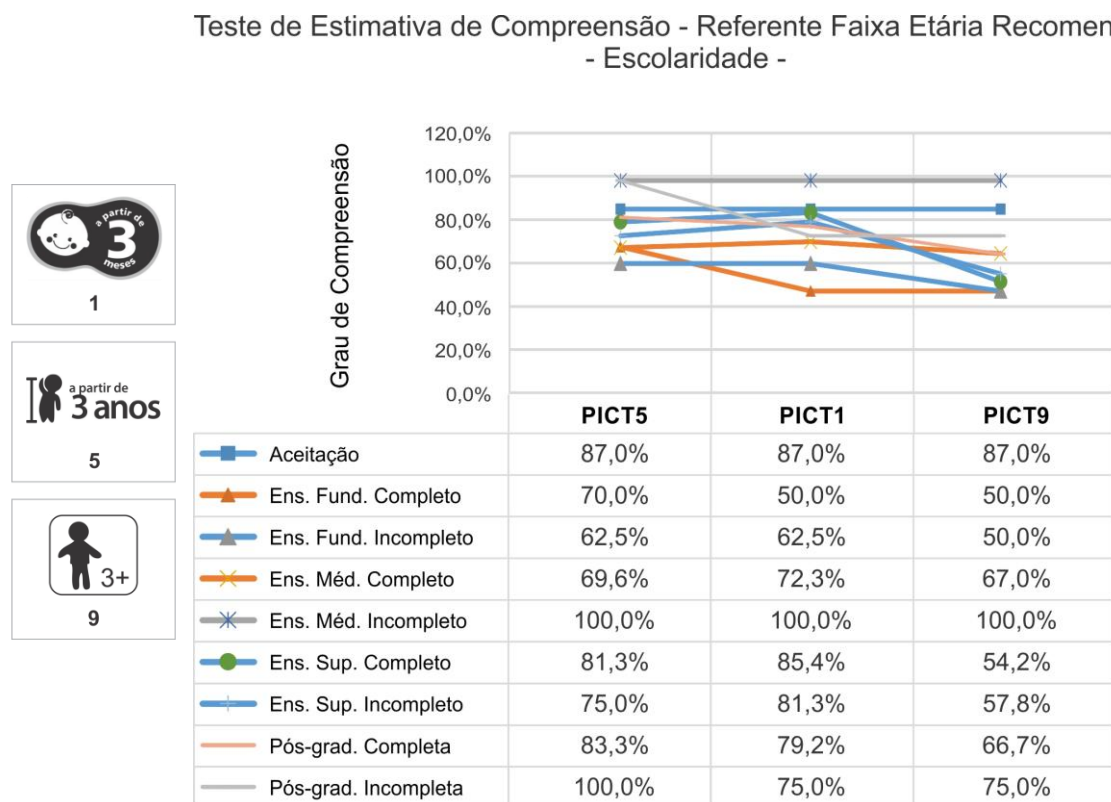 Teste de Estimativa de Compreensão - Referente Faixa Etária Recomen
- Escolaridade -
a partir de
3
meses
1
a partir de
3 anos
5
3+
9
Grau de Compreensão
120,0%
100,0%
80,0%
60,0%
40,0%
20,0%
0,0%
PICT5 PICT1 PICT9
Aceitação 87,0% 87,0% 87,0%
Ens. Fund. Completo 70,0% 50,0% 50,0%
Ens. Fund. Incompleto 62,5% 62,5% 50,0%
Ens. Méd. Completo 69,6% 72,3% 67,0%
Ens. Méd. Incompleto 100,0% 100,0% 100,0%
Ens. Sup. Completo 81,3% 85,4% 54,2%
Ens. Sup. Incompleto 75,0% 81,3% 57,8%
Pós-grad. Completa 83,3% 79,2% 66,7%
Pós-grad. Incompleta 100,0% 75,0% 75,0%